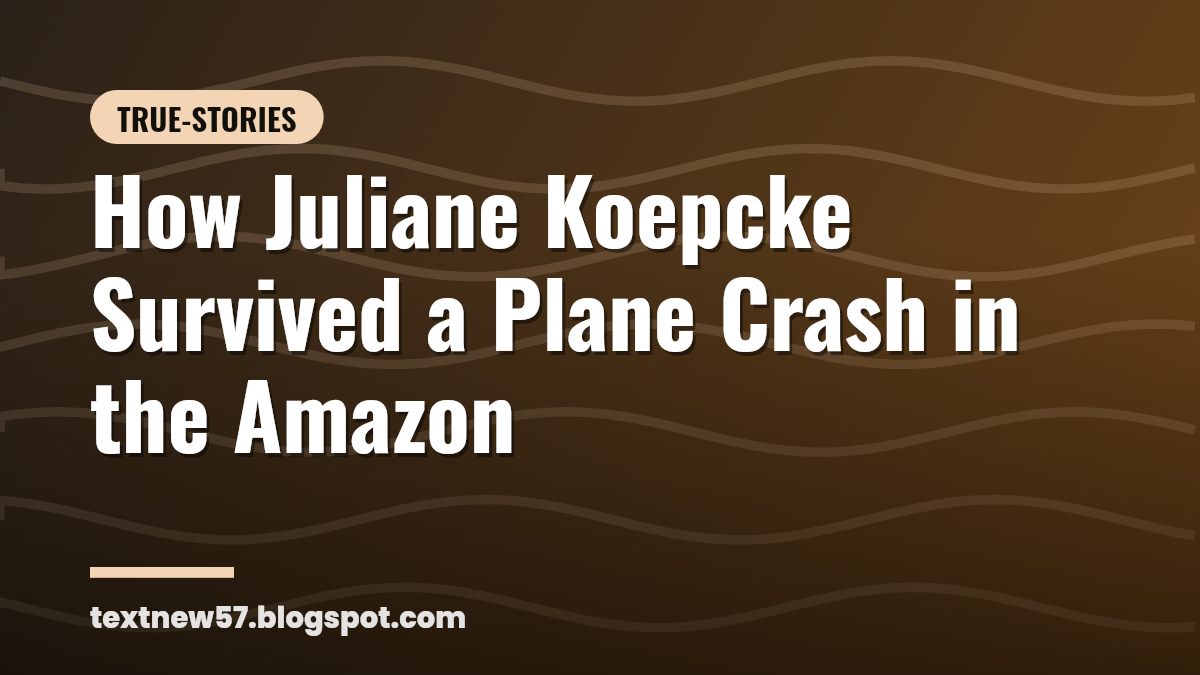 TRUE-STORIES
How Juliane Koepcke
Survived a Plane Crash in
the Amazon
textnew57.blogspot.com